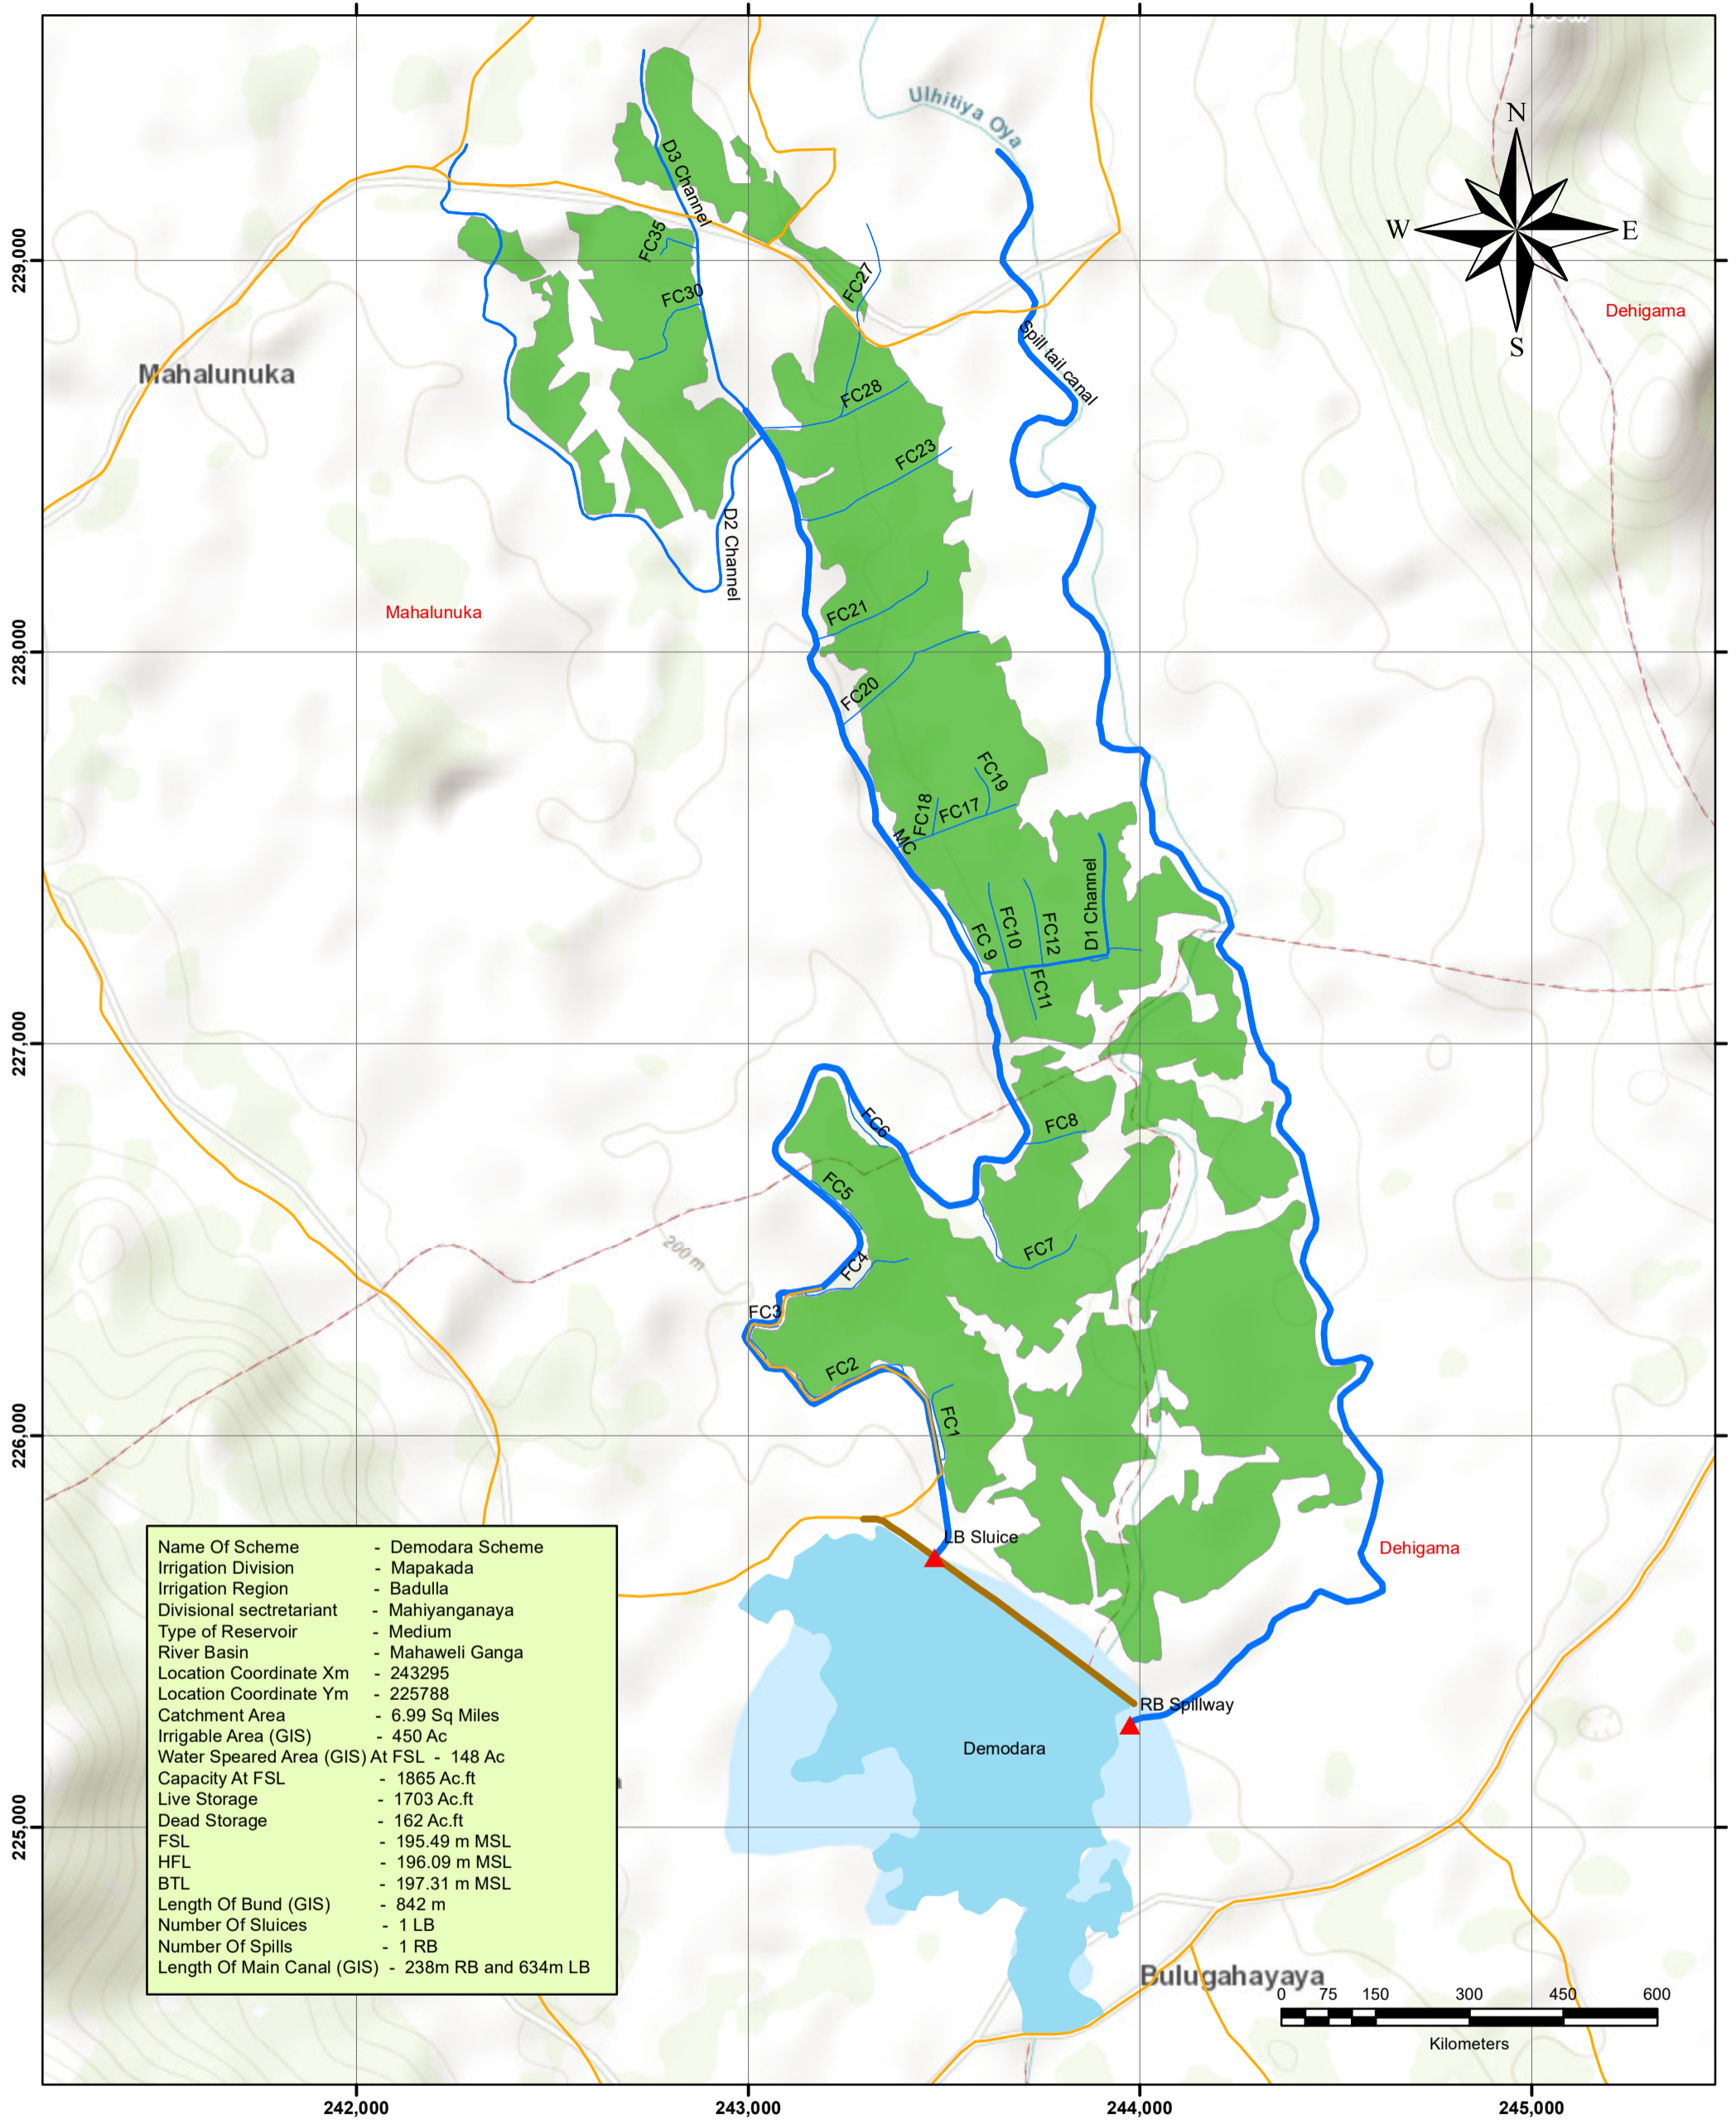 Ulhitiya Oya
N
W
E
S
D3 Channel
FC35
FC27
FC30
Dehigama
Spill tail canal
Mahalunuka
FC28
FC23
D2 Channel
Mahalunuka
FC21
FC20
FC19
FC18
FC17
MC
D1 Channel
FC 9
FC10
FC12
FC11
FC6
FC8
FC5
FC7
FC4
200 m
FC3
FC2
FC1
LB Sluice
Dehigama
RB Spillway
Demodara
Name Of Scheme - Demodara Scheme
Irrigation Division - Mapakada
Irrigation Region - Badulla
Divisional sectretariant - Mahiyanganaya
Type of Reservoir - Medium
River Basin - Mahaweli Ganga
Location Coordinate Xm - 243295
Location Coordinate Ym - 225788
Catchment Area - 6.99 Sq Miles
Irrigable Area (GIS) - 450 Ac
Water Speared Area (GIS) At FSL - 148 Ac
Capacity At FSL - 1865 Ac.ft
Live Storage - 1703 Ac.ft
Dead Storage - 162 Ac.ft
FSL - 195.49 m MSL
HFL - 196.09 m MSL
BTL - 197.31 m MSL
Length Of Bund (GIS) - 842 m
Number Of Sluices - 1 LB
Number Of Spills - 1 RB
Length Of Main Canal (GIS) - 238m RB and 634m LB
Bulugahayaya
0 75 150 300 450 600
Kilometers
229,000
228,000
227,000
226,000
225,000
242,000
243,000
244,000
245,000